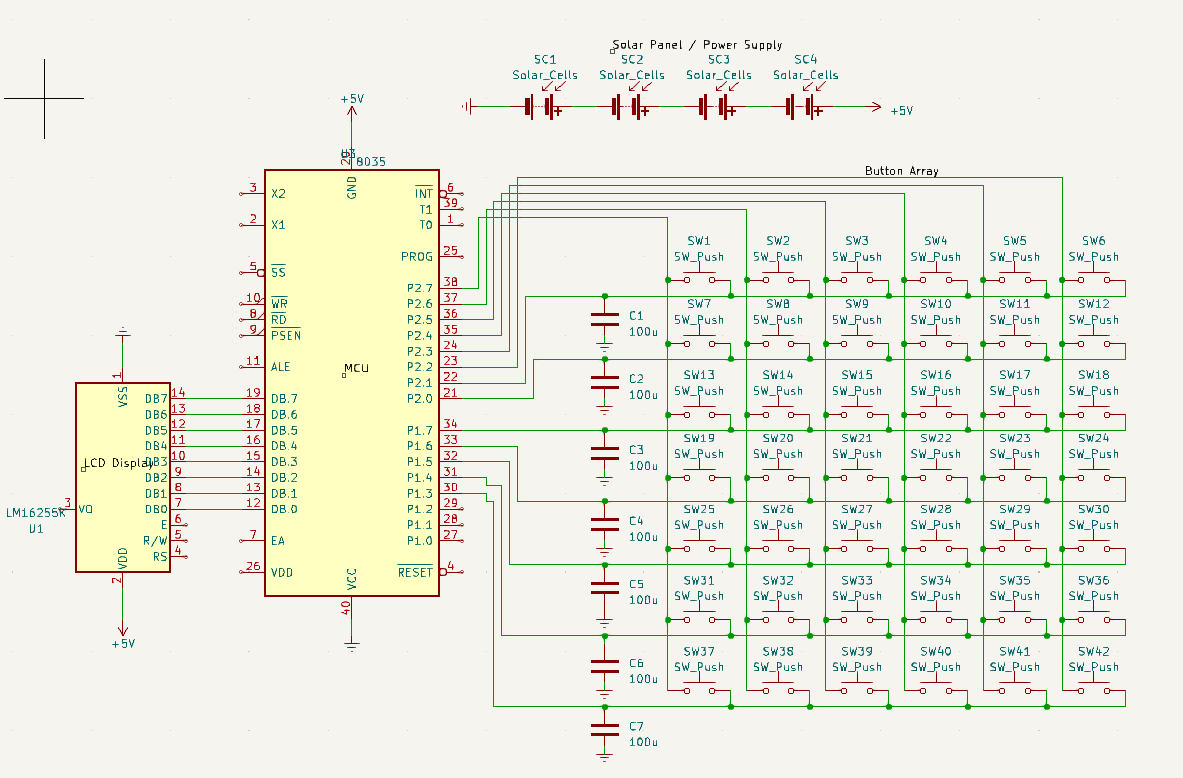 Solar Panel / Power Supply
SC1 SC2 SC3 SC4
Solar_Cells Solar_Cells Solar_Cells Solar_Cells
+5V
+5V
U3
8035
20
GND
Button Array
3 X2
2 X1
5 SS
10 WR
8 RD
9 PSEN
11 ALE
19 DB.7
18 DB.6
17 DB.5
16 DB.4
15 DB.3
14 DB.2
13 DB.1
12 DB.0
7 EA
26 VDD
MCU
INT 6
T1 39
T0 1
PROG 25
P2.7 38
P2.6 37
P2.5 36
P2.4 35
P2.3 24
P2.2 23
P2.1 22
P2.0 21
P1.7 34
P1.6 33
P1.5 32
P1.4 31
P1.3 30
P1.2 29
P1.1 28
P1.0 27
RESET 4
VCC
40
1
VSS
DB7 14
DB6 13
DB5 12
DB4 11
DB3 10
DB2 9
DB1 8
DB0 7
E 6
R/W 5
RS 4
LCD Display
3 VO
LM16255K
U1
VDD
2
+5V
SW1 SW2 SW3 SW4 SW5 SW6
SW_Push SW_Push SW_Push SW_Push SW_Push SW_Push
C1
100u
SW7 SW8 SW9 SW10 SW11 SW12
SW_Push SW_Push SW_Push SW_Push SW_Push SW_Push
C2
100u
SW13 SW14 SW15 SW16 SW17 SW18
SW_Push SW_Push SW_Push SW_Push SW_Push SW_Push
C3
100u
SW19 SW20 SW21 SW22 SW23 SW24
SW_Push SW_Push SW_Push SW_Push SW_Push SW_Push
C4
100u
SW25 SW26 SW27 SW28 SW29 SW30
SW_Push SW_Push SW_Push SW_Push SW_Push SW_Push
C5
100u
SW31 SW32 SW33 SW34 SW35 SW36
SW_Push SW_Push SW_Push SW_Push SW_Push SW_Push
C6
100u
SW37 SW38 SW39 SW40 SW41 SW42
SW_Push SW_Push SW_Push SW_Push SW_Push SW_Push
C7
100u